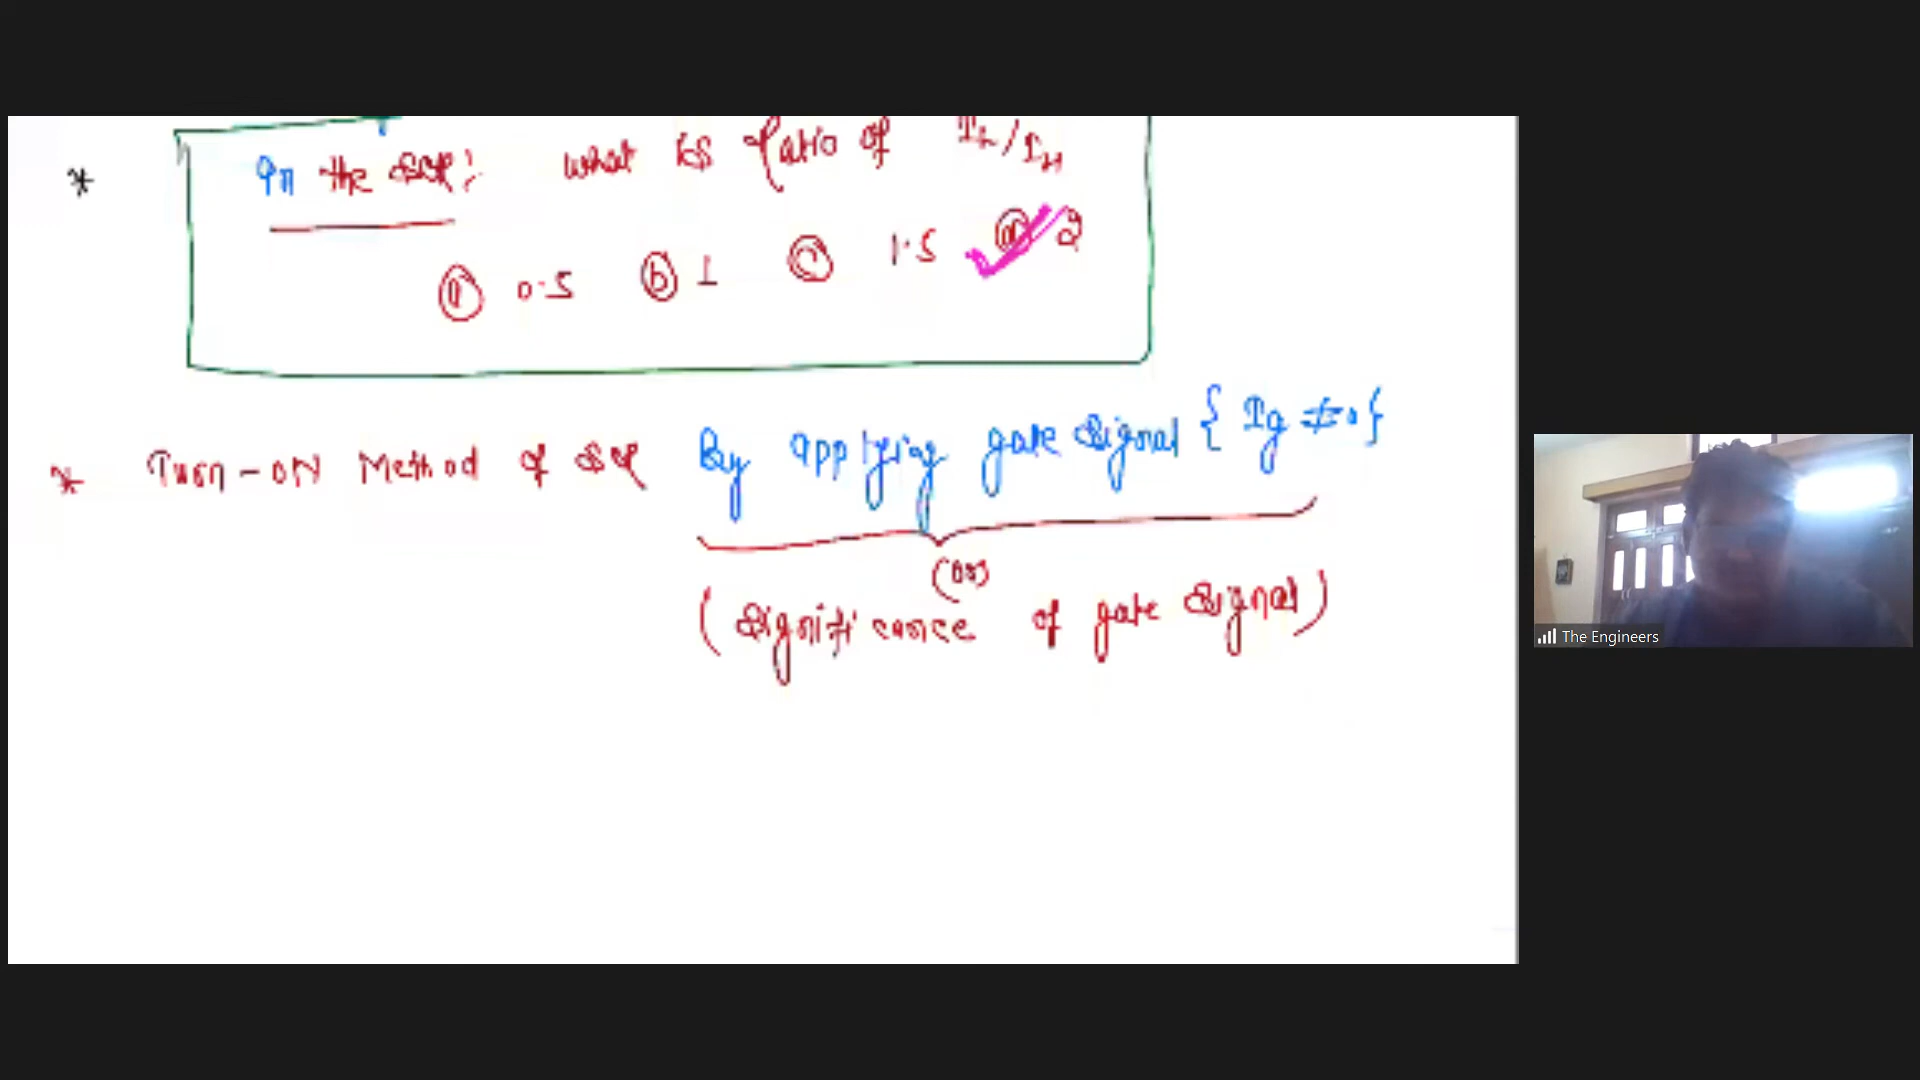 * In the SCR: what is ratio of IL/IH
(a) 0.5 (b) 1 (c) 1.5 (d) 2
* Turn-ON Method of SCR By applying gate signal { Ig ≠ 0 }
(or)
(Significance of gate signal)
The Engineers